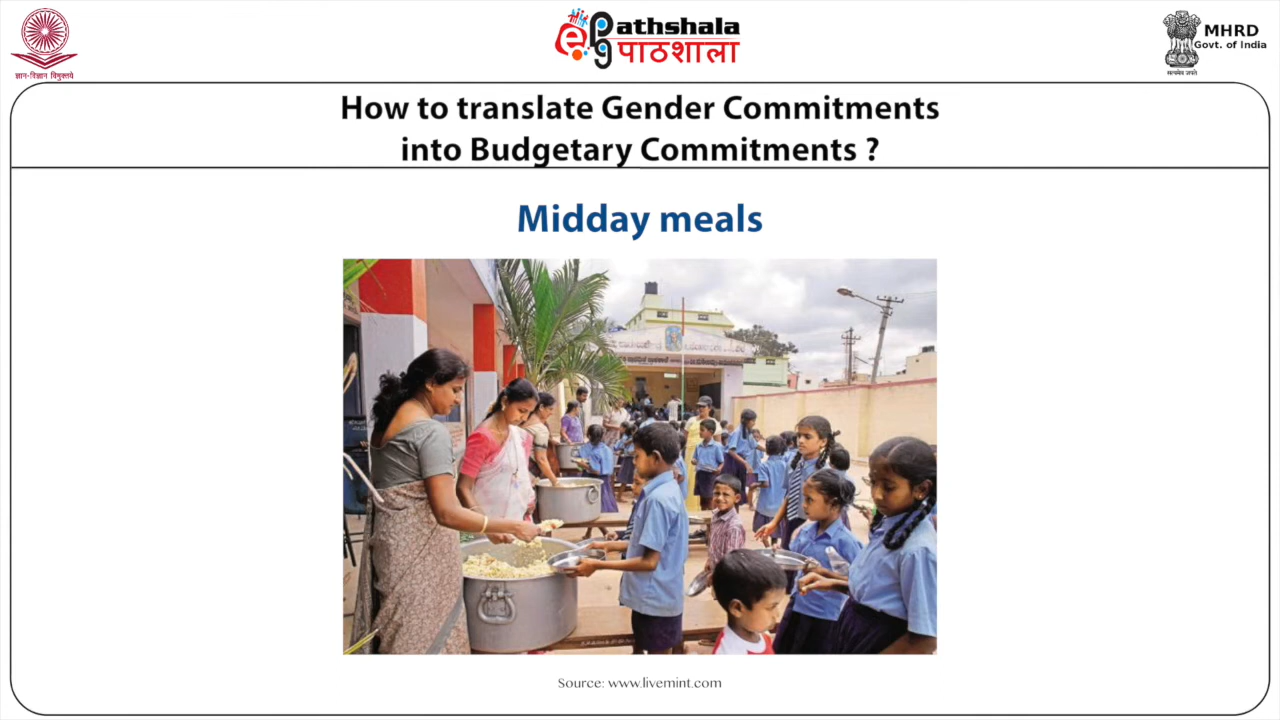 ज्ञान-विज्ञान विमुक्तये
ePG Pathshala
पाठशाला
MHRD
Govt. of India
सत्यमेव जयते
How to translate Gender Commitments
into Budgetary Commitments ?
Midday meals
Source: www.livemint.com